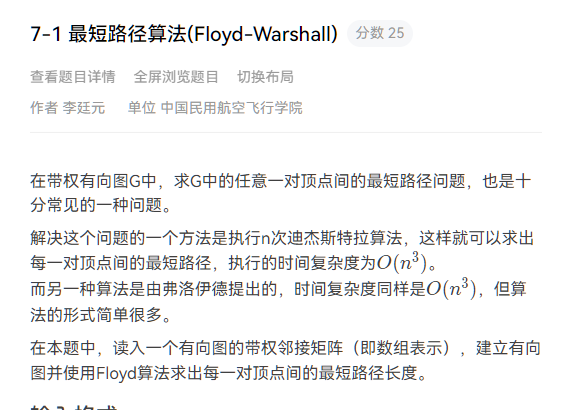 7-1 最短路径算法(Floyd-Warshall) 分数 25
查看题目详情 全屏浏览题目 切换布局
作者 李廷元 单位 中国民用航空飞行学院
在带权有向图G中，求G中的任意一对顶点间的最短路径问题，也是十
分常见的一种问题。
解决这个问题的一个方法是执行n次迪杰斯特拉算法，这样就可以求出
每一对顶点间的最短路径，执行的时间复杂度为O(n³)。
而另一种算法是由弗洛伊德提出的，时间复杂度同样是O(n³)，但算
法的形式简单很多。
在本题中，读入一个有向图的带权邻接矩阵（即数组表示），建立有向
图并使用Floyd算法求出每一对顶点间的最短路径长度。